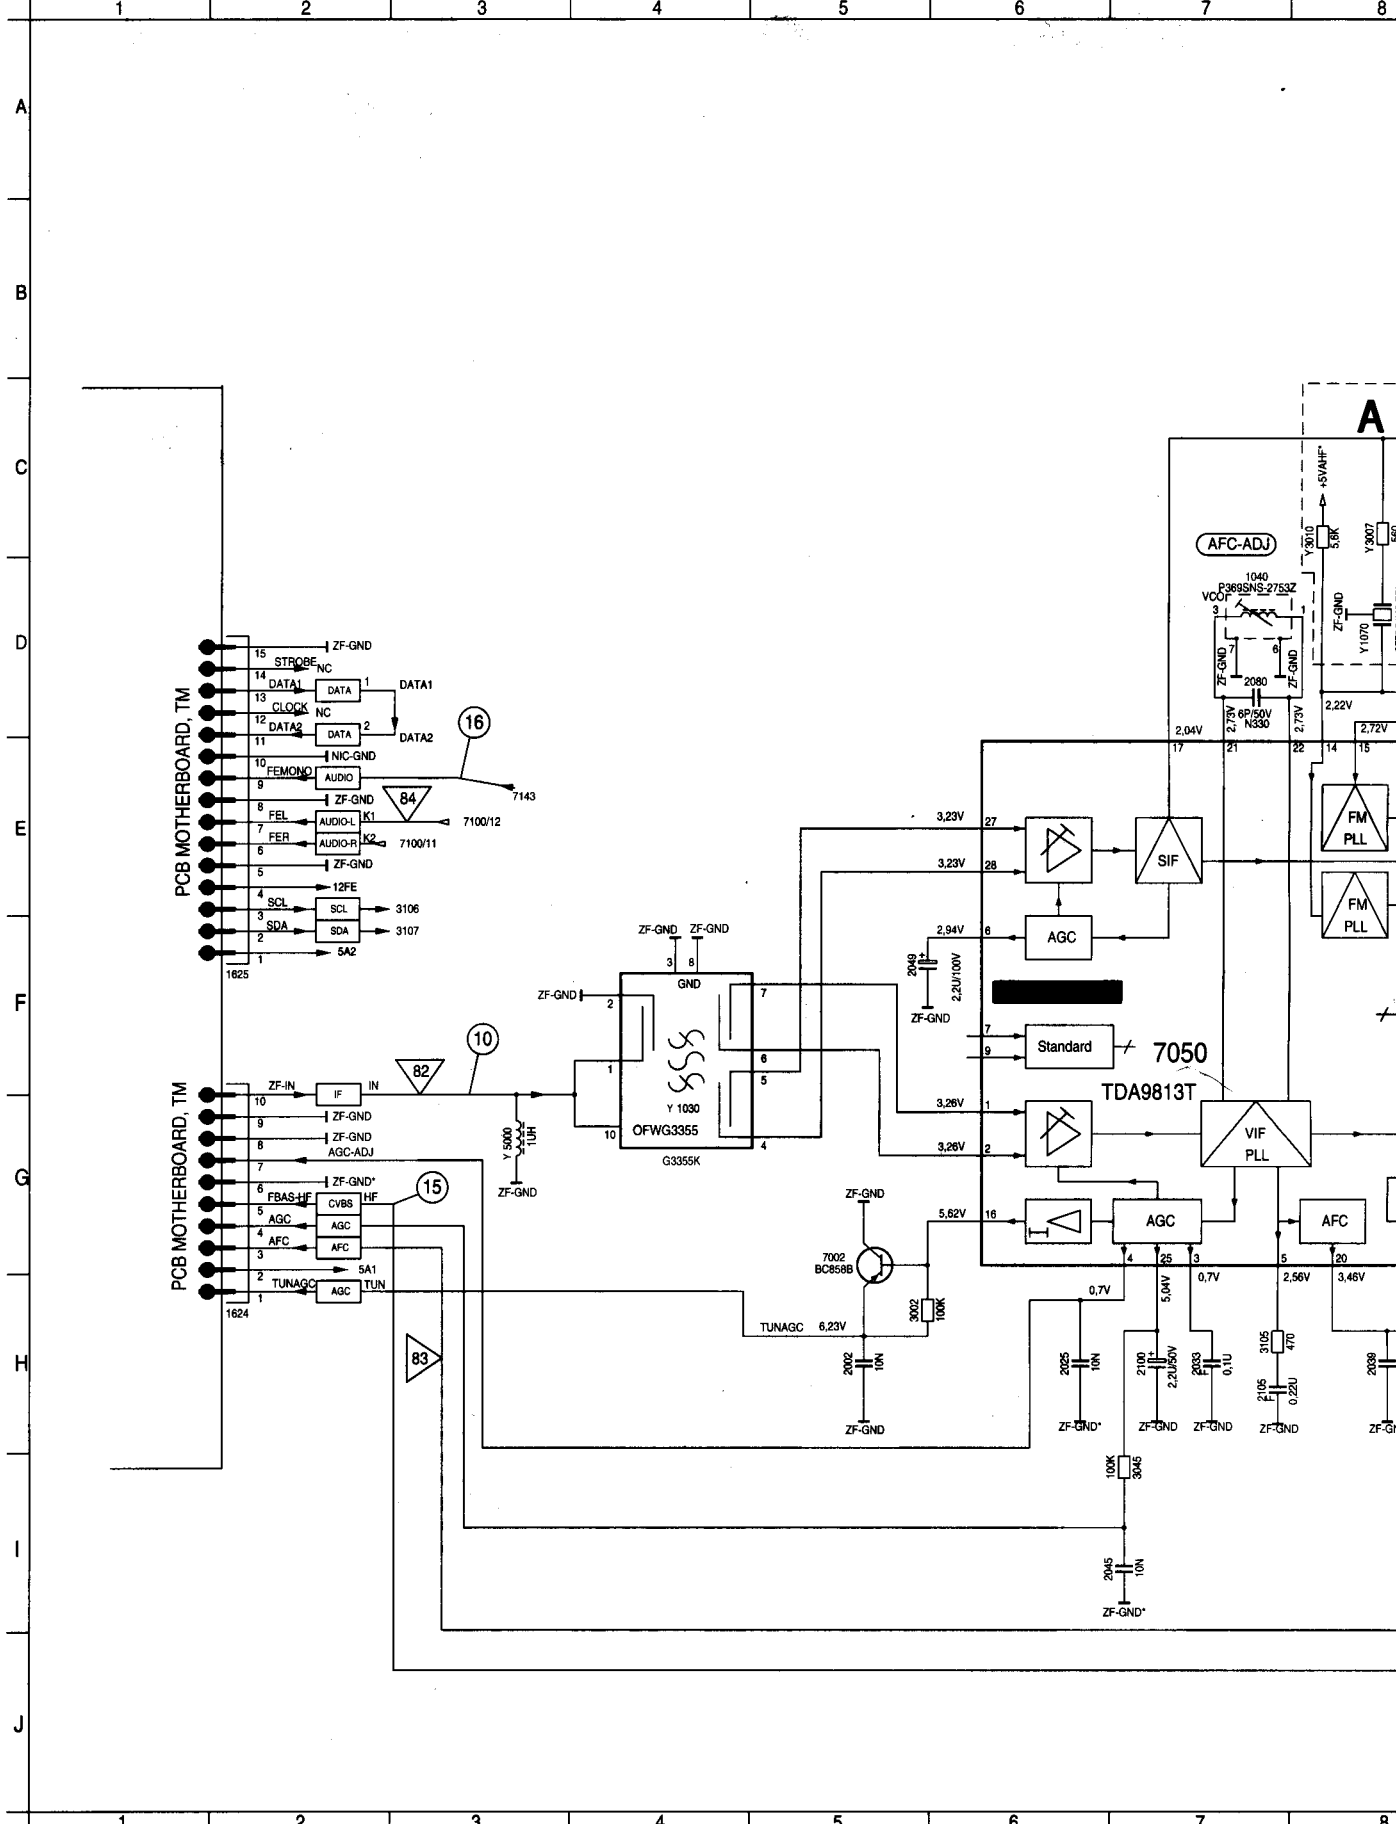 1 2 3 4 5 6 7 8
A
B
C
D
E
F
G
H
I
J
A
+5VAHF*
Y3010
5,6K
Y3007
AFC-ADJ
1040
P369SNS-2753Z
VCO
3
1
7
6
ZF-GND
ZF-GND
2080
6P/50V
N330
ZF-GND
Y1070
2,04V
2,73V
2,73V
2,22V
2,72V
17
21
22
14
15
PCB MOTHERBOARD, TM
15
ZF-GND
STROBE
NC
14
DATA1
DATA
1
DATA1
13
CLOCK
NC
12
DATA2
DATA
2
DATA2
11
NIC-GND
10
FEMONO
AUDIO
16
7143
9
ZF-GND
8
FEL
AUDIO-L
K1
84
7100/12
7
FER
AUDIO-R
K2
7100/11
6
ZF-GND
5
12FE
4
SCL
SCL
3106
3
SDA
SDA
3107
2
5A2
1
1625
3,23V
27
3,23V
28
SIF
FM
PLL
FM
PLL
2,94V
6
AGC
2049
+
2,2U/100V
ZF-GND
ZF-GND
ZF-GND
3
8
GND
ZF-GND
2
7
6
5
1
10
4
Y 1030
OFWG3355
G3355K
7
9
Standard
7050
TDA9813T
PCB MOTHERBOARD, TM
ZF-IN
IF
IN
82
10
10
ZF-GND
9
ZF-GND
8
AGC-ADJ
7
ZF-GND*
6
FBAS-HF
CVBS
HF
15
5
AGC
AGC
4
AFC
AFC
3
5A1
2
TUNAGC
AGC
TUN
1
1624
Y 5000
1UH
ZF-GND
3,26V
1
3,26V
2
VIF
PLL
5,62V
16
AGC
AFC
4
25
3
5
20
0,7V
5,04V
0,7V
2,56V
3,46V
ZF-GND
7002
BC858B
3002
100K
TUNAGC
6,23V
2002
10N
ZF-GND
83
2025
10N
ZF-GND*
2100
+
2,2U/50V
ZF-GND
2033
F
0,1U
ZF-GND
3105
470
2105
F
0,22U
ZF-GND
2039
100K
3045
2045
10N
ZF-GND*
1 2 3 4 5 6 7 8